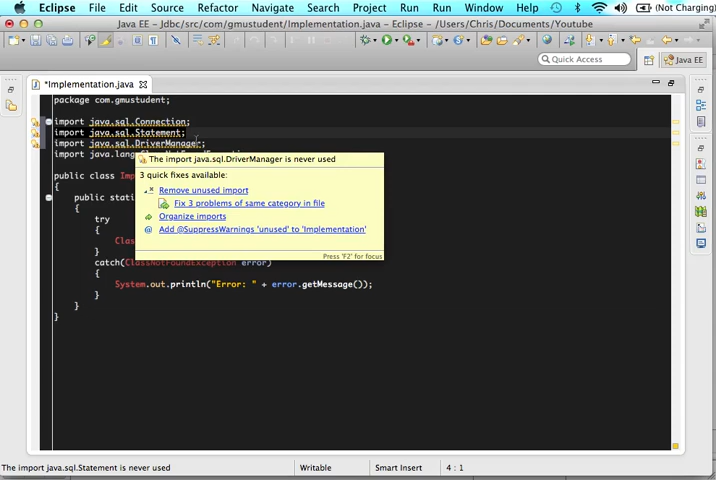 Eclipse File Edit Source Refactor Navigate Search Project Run Window Help (Not Charging)
Java EE - Jdbc/src/com/gmustudent/Implementation.java - Eclipse - /Users/Chris/Documents/Youtube
Quick Access
Java EE
*Implementation.java
package com.gmustudent;
import java.sql.Connection;
import java.sql.Statement;
import java.sql.DriverManager;
import java.lang
The import java.sql.DriverManager is never used
3 quick fixes available:
Remove unused import
Fix 3 problems of same category in file
Organize imports
Add @SuppressWarnings 'unused' to 'Implementation'
Press 'F2' for focus
public class Imp
{
public stati
{
try
{
Clas
}
catch(ClassNotFoundException error)
{
System.out.println("Error: " + error.getMessage());
}
}
}
The import java.sql.Statement is never used
Writable
Smart Insert
4 : 1